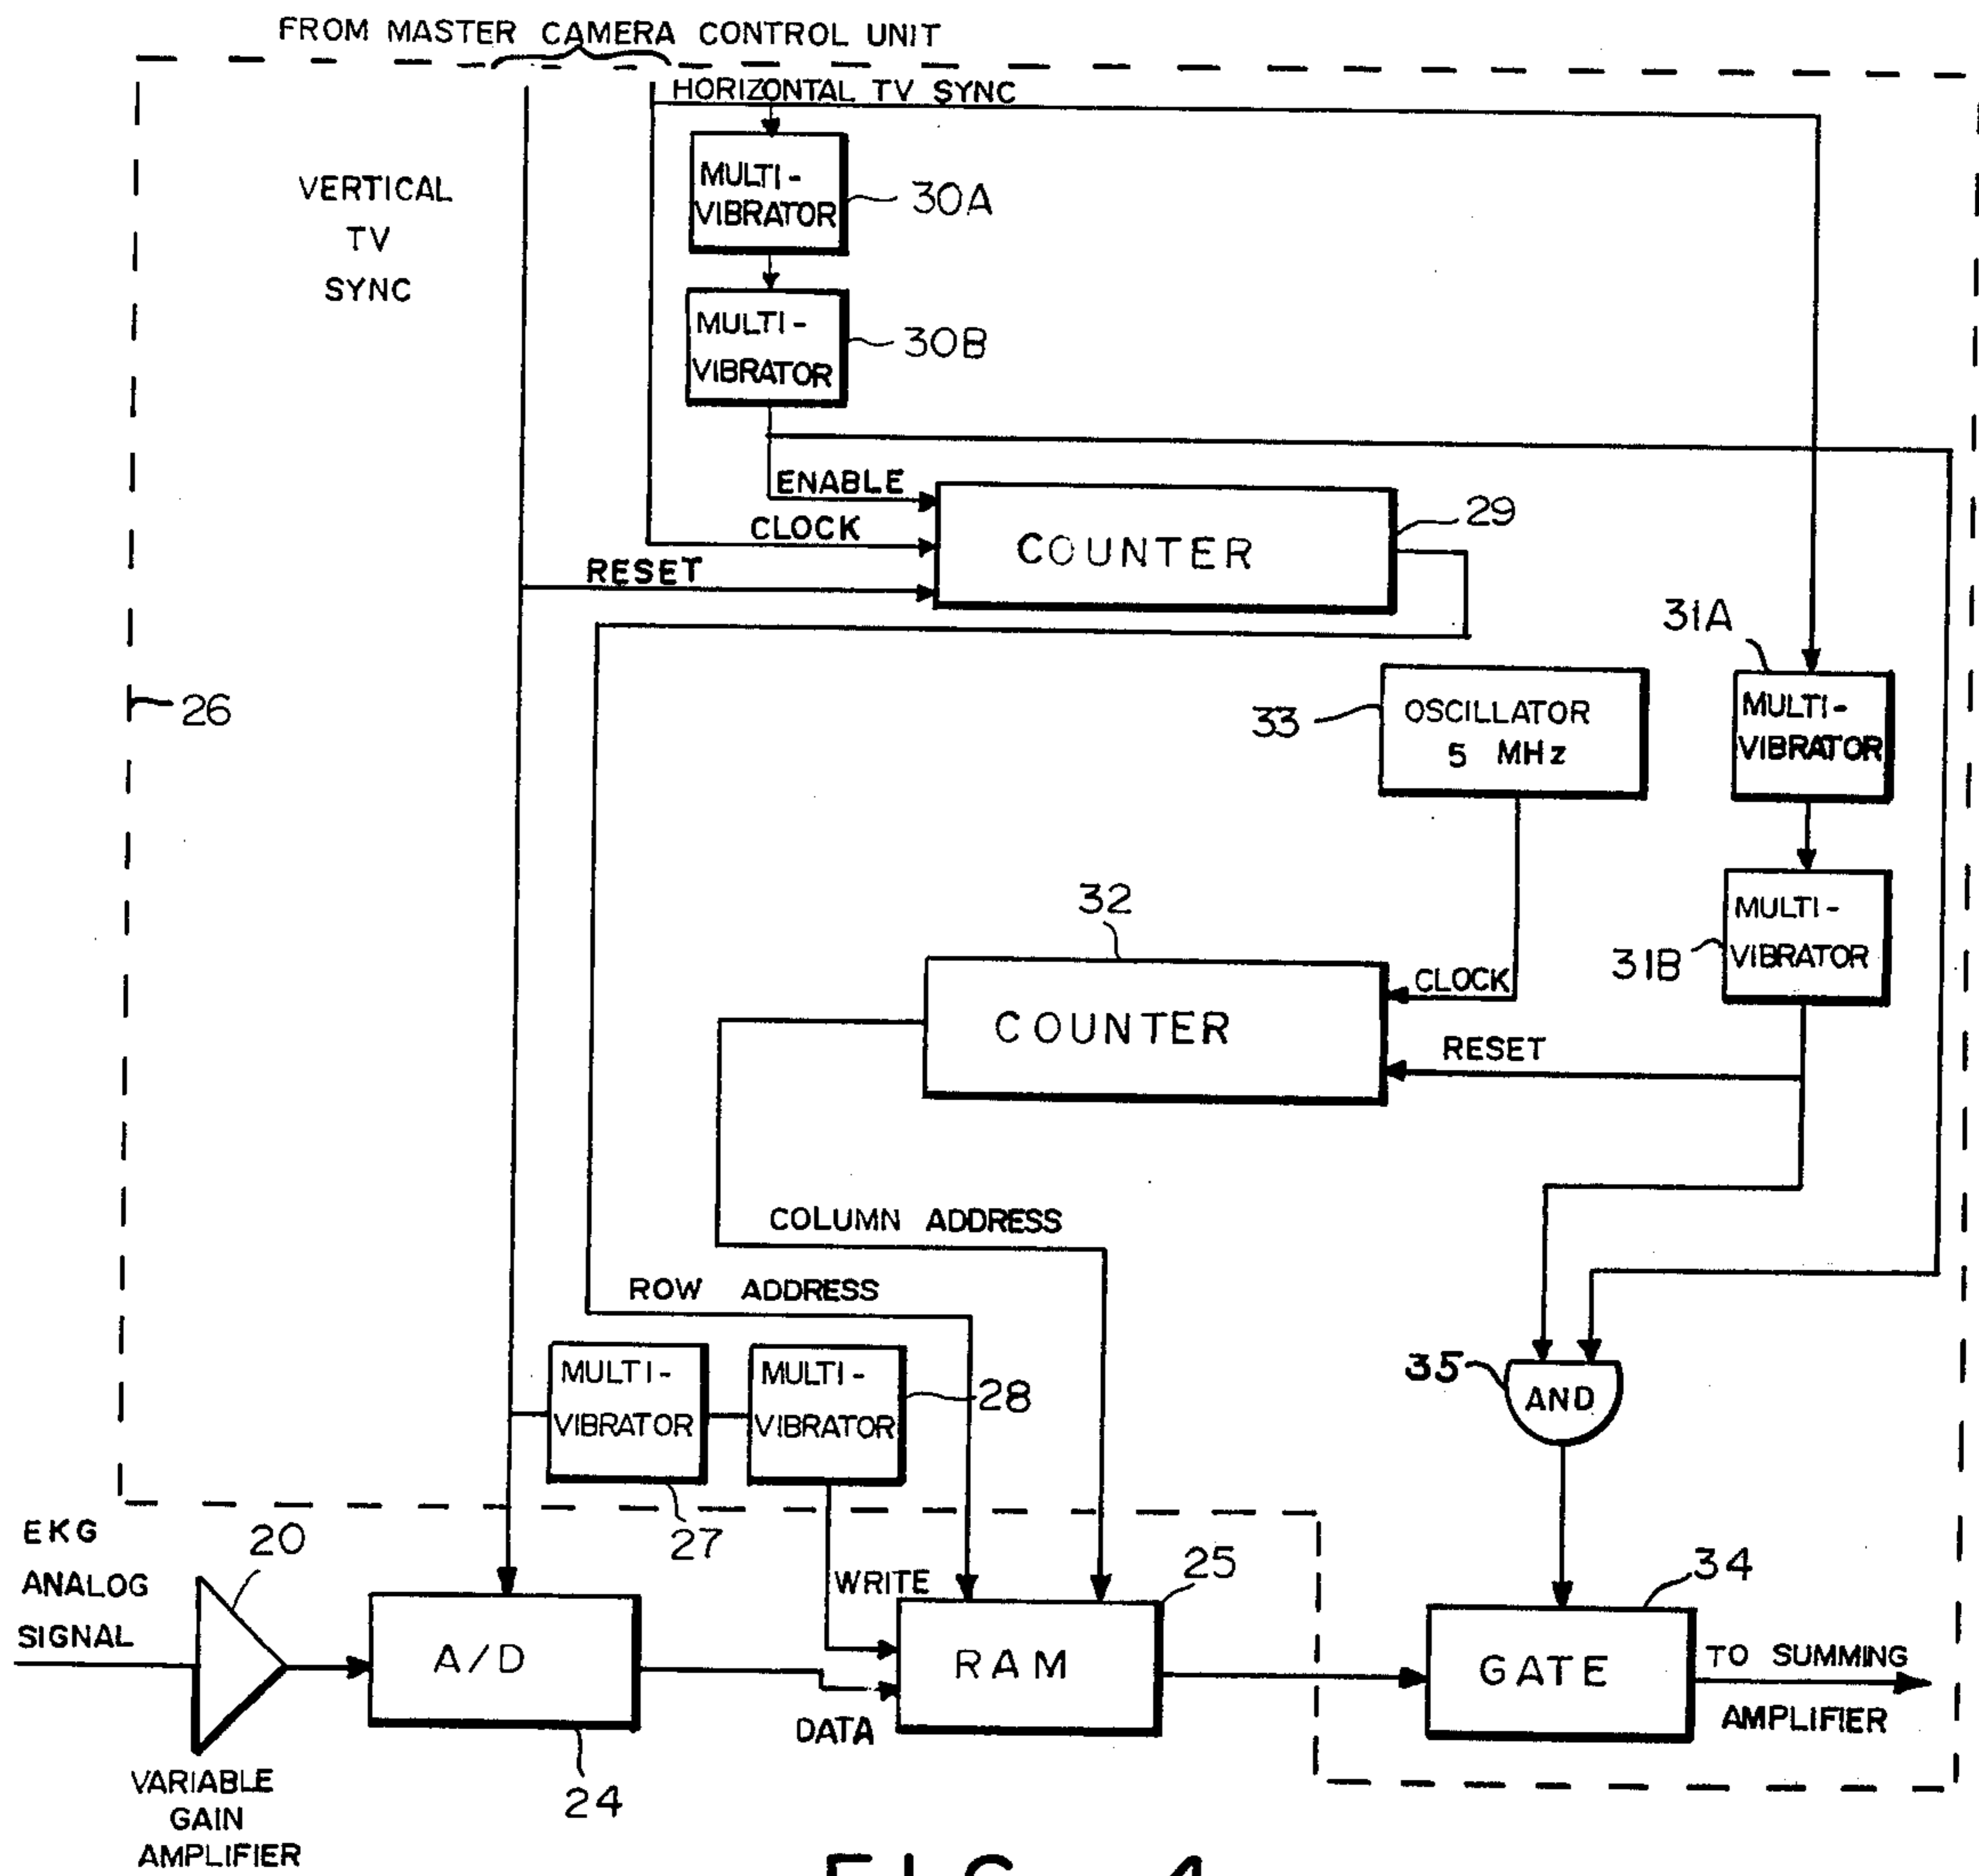 FROM MASTER CAMERA CONTROL UNIT
HORIZONTAL TV SYNC
VERTICAL
TV
SYNC
MULTI-
VIBRATOR
30A
MULTI-
VIBRATOR
30B
ENABLE
CLOCK
RESET
COUNTER
29
31A
26
33
OSCILLATOR
5 MHz
MULTI-
VIBRATOR
32
MULTI-
VIBRATOR
31B
CLOCK
COUNTER
RESET
COLUMN ADDRESS
ROW ADDRESS
MULTI-
VIBRATOR
27
MULTI-
VIBRATOR
28
35
AND
EKG
ANALOG
SIGNAL
20
WRITE
25
34
A/D
RAM
GATE
TO SUMMING
AMPLIFIER
DATA
24
VARIABLE
GAIN
AMPLIFIER
FIG. 4